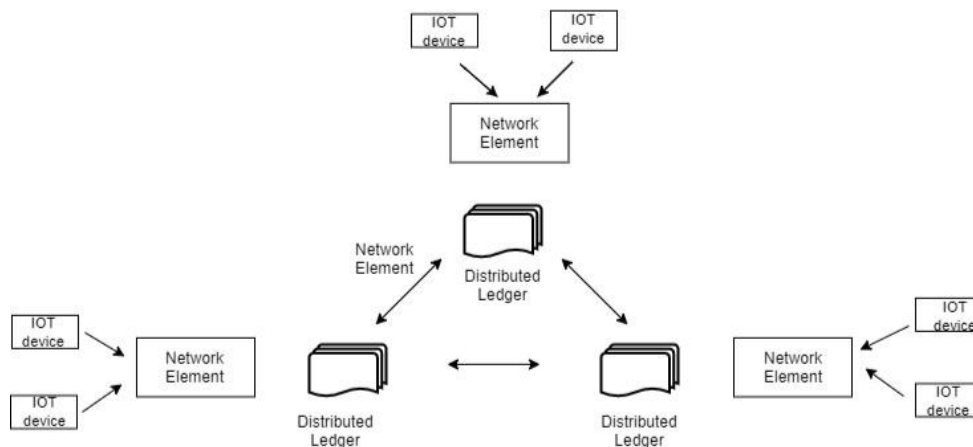 IOT
device
IOT
device
Network
Element
Network
Element
Distributed
Ledger
IOT
device
IOT
device
Network
Element
Distributed
Ledger
Distributed
Ledger
Network
Element
IOT
device
IOT
device